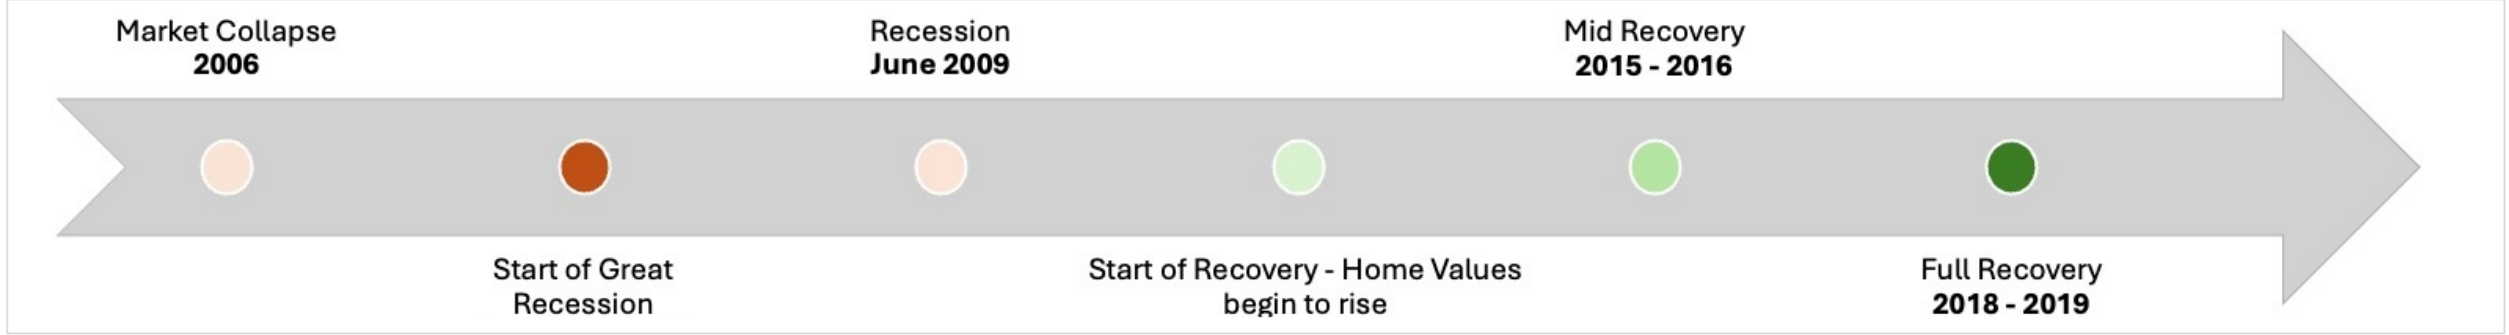 Market Collapse
2006
Start of Great
Recession
Recession
June 2009
Start of Recovery - Home Values
begin to rise
Mid Recovery
2015 - 2016
Full Recovery
2018 - 2019